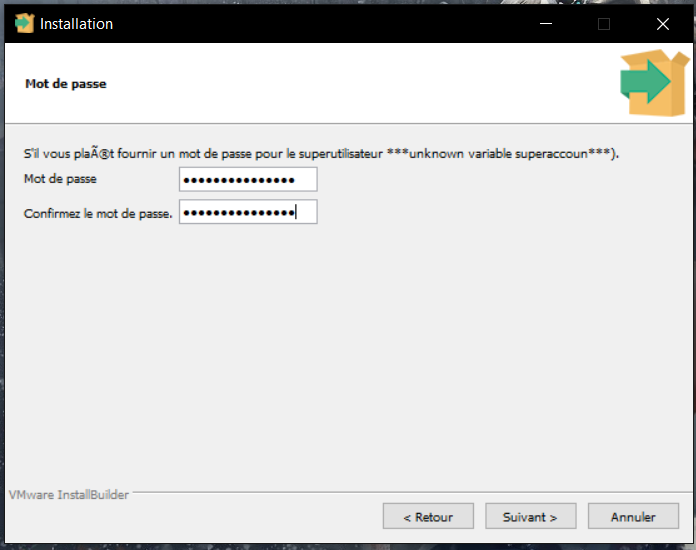 Installation
Mot de passe
S'il vous plaÃ®t fournir un mot de passe pour le superutilisateur ***unknown variable superaccoun***).
Mot de passe
●●●●●●●●●●●●●●●
Confirmez le mot de passe.
●●●●●●●●●●●●●●●
VMware InstallBuilder
< Retour
Suivant >
Annuler